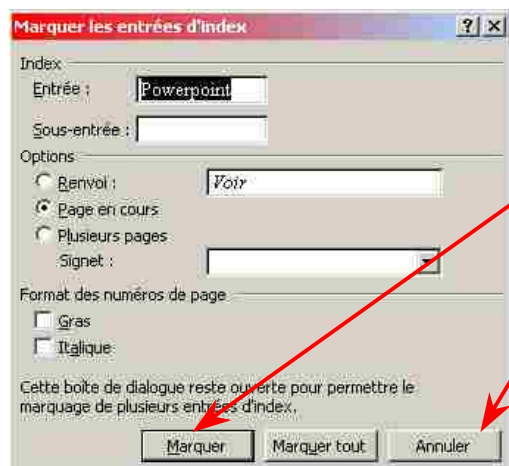 Marquer les entrées d'index
Index
Entrée : Powerpoint
Sous-entrée :
Options
Renvoi : Voir
Page en cours
Plusieurs pages
Signet :
Format des numéros de page
Gras
Italique
Cette boîte de dialogue reste ouverte pour permettre le
marquage de plusieurs entrées d'index.
Marquer Marquer tout Annuler